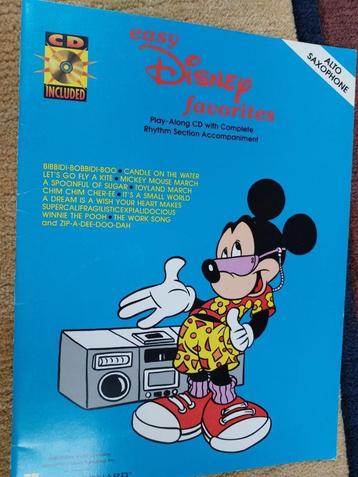 CD
INCLUDED
easy
Disney
favorites
ALTO
SAXOPHONE
Play-Along CD with Complete
Rhythm Section Accompaniment
BIBBIDI-BOBBIDI-BOO • CANDLE ON THE WATER
LET'S GO FLY A KITE • MICKEY MOUSE MARCH
A SPOONFUL OF SUGAR • TOYLAND MARCH
CHIM CHIM CHER-EE • IT'S A SMALL WORLD
A DREAM IS A WISH YOUR HEART MAKES
SUPERCALIFRAGILISTICEXPIALIDOCIOUS
WINNIE THE POOH • THE WORK SONG
and ZIP-A-DEE-DOO-DAH